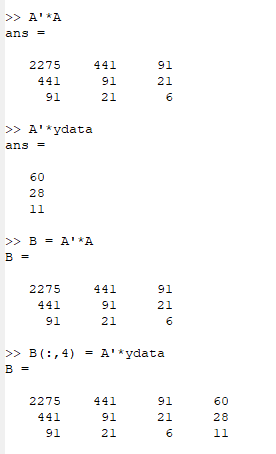 >> A'*A
ans =
2275 441 91
441 91 21
91 21 6
>> A'*ydata
ans =
60
28
11
>> B = A'*A
B =
2275 441 91
441 91 21
91 21 6
>> B(:,4) = A'*ydata
B =
2275 441 91 60
441 91 21 28
91 21 6 11